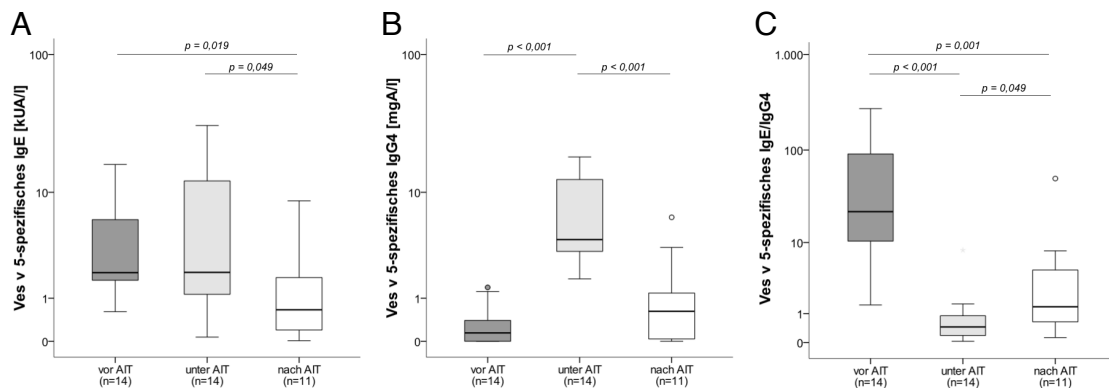 A
Ves v 5-spezifisches IgE [kUA/l]
100
10
1
0
p = 0,019
p = 0,049
vor AIT
(n=14)
unter AIT
(n=14)
nach AIT
(n=11)
B
Ves v 5-spezifisches IgG4 [mgA/l]
100
10
1
0
p < 0,001
p < 0,001
vor AIT
(n=14)
unter AIT
(n=14)
nach AIT
(n=11)
C
Ves v 5-spezifisches IgE/IgG4
1.000
100
10
1
0
p = 0,001
p < 0,001
p = 0,049
vor AIT
(n=14)
unter AIT
(n=14)
nach AIT
(n=11)